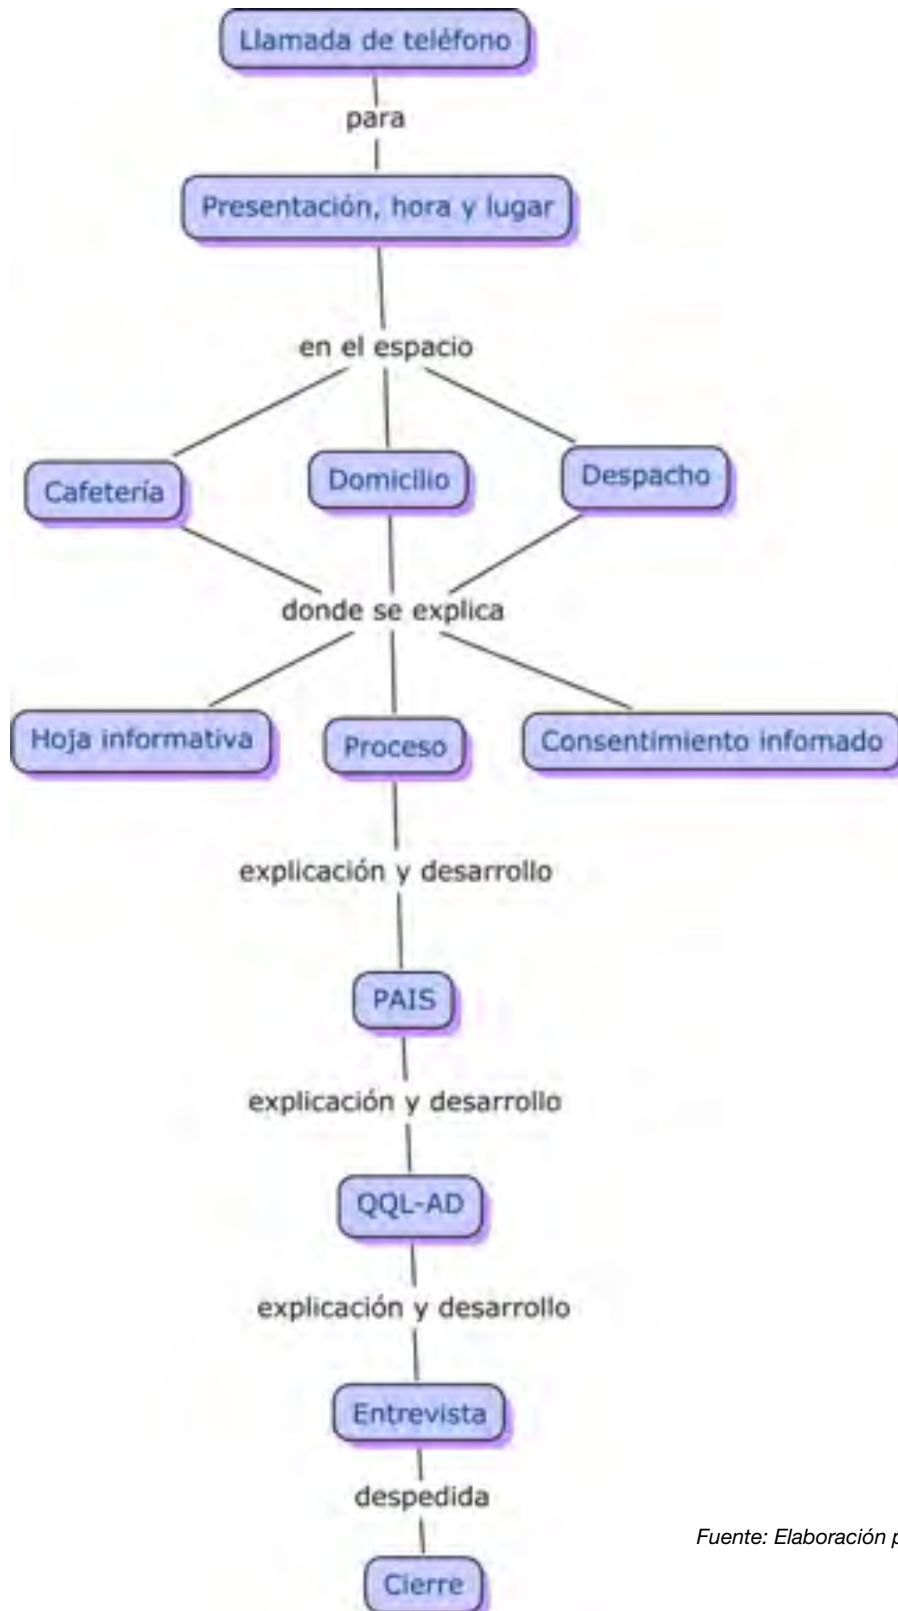 Llamada de teléfono
para
Presentación, hora y lugar
en el espacio
Cafetería
Domicilio
Despacho
donde se explica
Hoja informativa
Proceso
Consentimiento infomado
explicación y desarrollo
PAIS
explicación y desarrollo
QQL-AD
explicación y desarrollo
Entrevista
despedida
Fuente: Elaboración p
Cierre